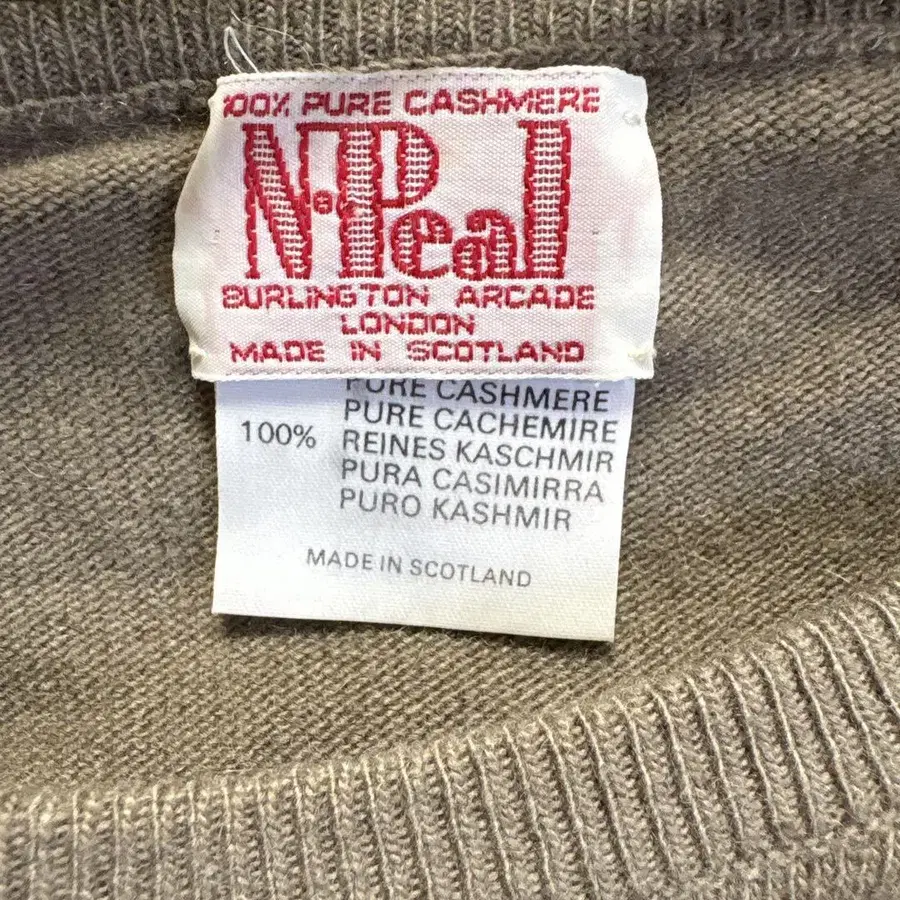 100% PURE CASHMERE
N·Peal
BURLINGTON ARCADE
LONDON
MADE IN SCOTLAND
PURE CASHMERE
PURE CACHEMIRE
100% REINES KASCHMIR
PURA CASIMIRRA
PURO KASHMIR
MADE IN SCOTLAND